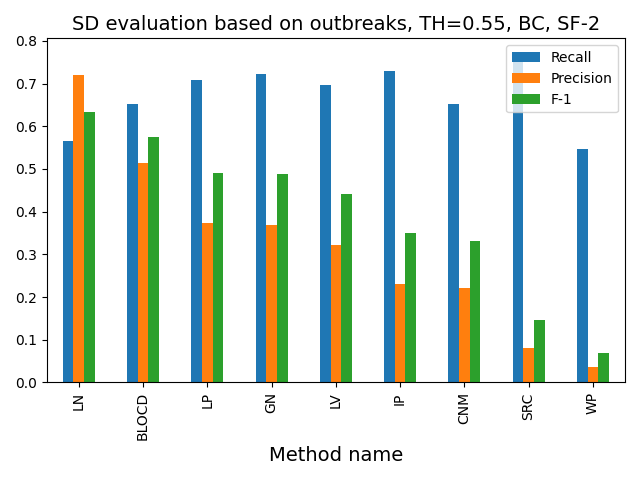 SD evaluation based on outbreaks, TH=0.55, BC, SF-2
0.8
0.7
0.6
0.5
0.4
0.3
0.2
0.1
0.0
Recall
Precision
F-1
LN
BLOCD
LP
GN
LV
IP
CNM
SRC
WP
Method name